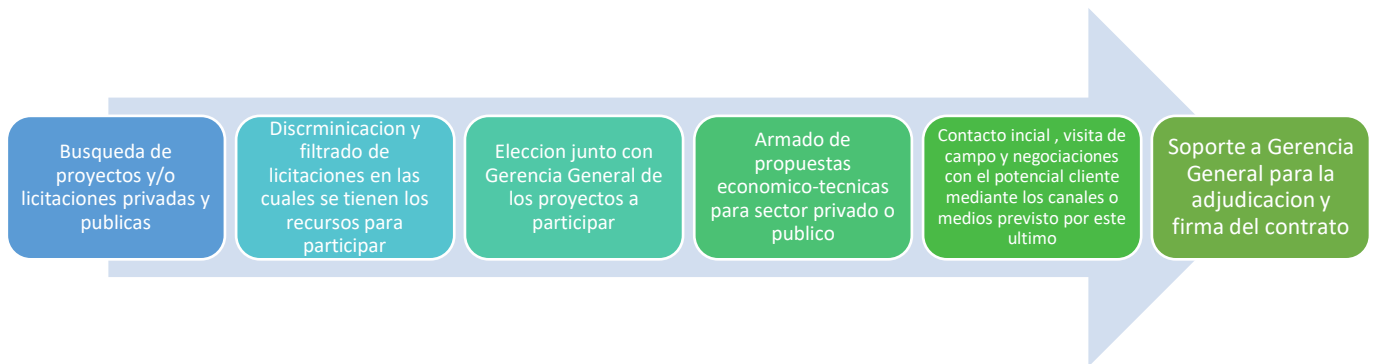 Busqueda de
proyectos y/o
licitaciones privadas y
publicas
Discrminicacion y
filtrado de
licitaciones en las
cuales se tienen los
recursos para
participar
Eleccion junto con
Gerencia General de
los proyectos a
participar
Armado de
propuestas
economico-tecnicas
para sector privado o
publico
Contacto incial , visita de
campo y negociaciones
con el potencial cliente
mediante los canales o
medios previsto por este
ultimo
Soporte a Gerencia
General para la
adjudicacion y
firma del contrato